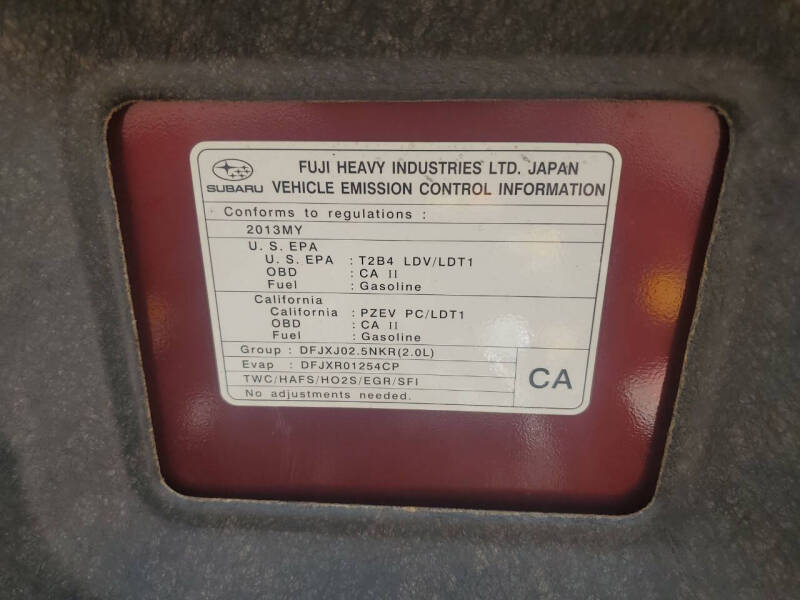 FUJI HEAVY INDUSTRIES LTD. JAPAN
SUBARU VEHICLE EMISSION CONTROL INFORMATION
Conforms to regulations :
2013MY
U. S. EPA
U. S. EPA : T2B4 LDV/LDT1
OBD : CA II
Fuel : Gasoline
California
California : PZEV PC/LDT1
OBD : CA II
Fuel : Gasoline
Group : DFJXJ02.5NKR(2.0L)
Evap : DFJXR01254CP
TWC/HAFS/HO2S/EGR/SFI
No adjustments needed.
CA